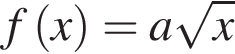 f(x) = a√x